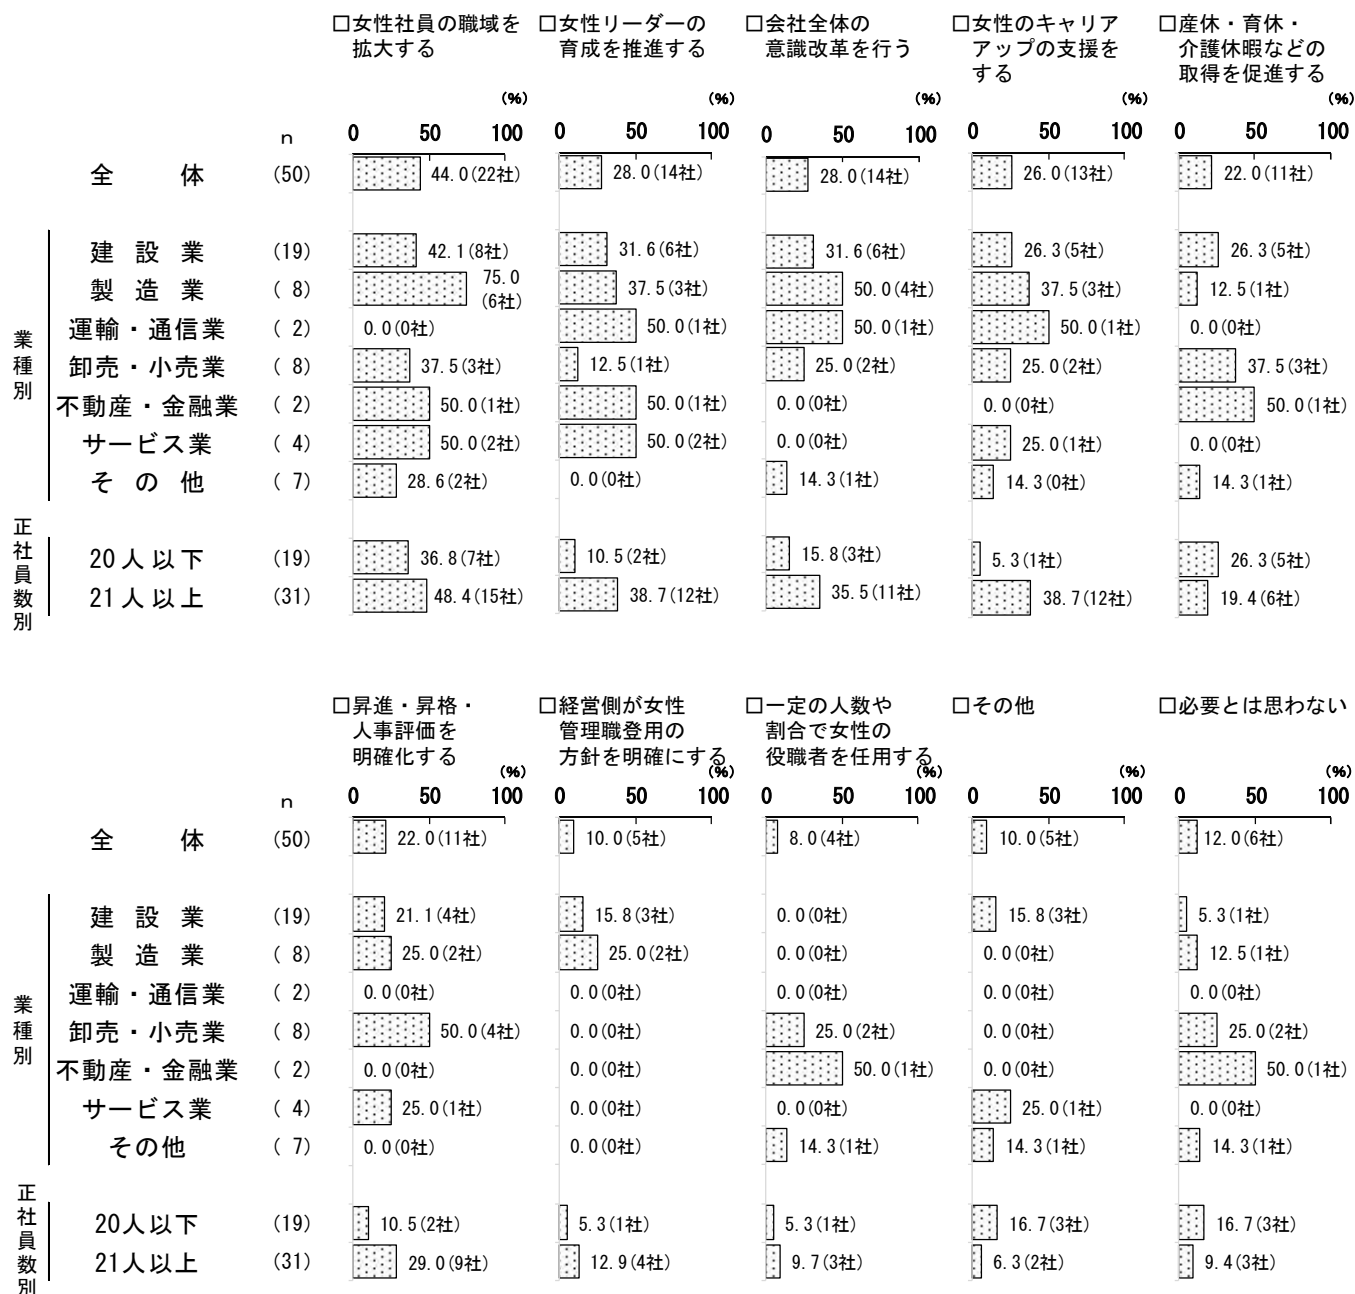 □女性社員の職域を
拡大する
□女性リーダーの
育成を推進する
□会社全体の
意識改革を行う
□女性のキャリア
アップの支援を
する
□産休・育休・
介護休暇などの
取得を促進する
(%) (%) (%) (%) (%)
n 0 50 100 0 50 100 0 50 100 0 50 100 0 50 100
全体 (50) 44.0(22社) 28.0(14社) 28.0(14社) 26.0(13社) 22.0(11社)
業種別
建設業 (19) 42.1(8社) 31.6(6社) 31.6(6社) 26.3(5社) 26.3(5社)
製造業 (8) 75.0(6社) 37.5(3社) 50.0(4社) 37.5(3社) 12.5(1社)
運輸・通信業 (2) 0.0(0社) 50.0(1社) 50.0(1社) 50.0(1社) 0.0(0社)
卸売・小売業 (8) 37.5(3社) 12.5(1社) 25.0(2社) 25.0(2社) 37.5(3社)
不動産・金融業 (2) 50.0(1社) 50.0(1社) 0.0(0社) 0.0(0社) 50.0(1社)
サービス業 (4) 50.0(2社) 50.0(2社) 0.0(0社) 25.0(1社) 0.0(0社)
その他 (7) 28.6(2社) 0.0(0社) 14.3(1社) 14.3(0社) 14.3(1社)
正社員数別
20人以下 (19) 36.8(7社) 10.5(2社) 15.8(3社) 5.3(1社) 26.3(5社)
21人以上 (31) 48.4(15社) 38.7(12社) 35.5(11社) 38.7(12社) 19.4(6社)
□昇進・昇格・
人事評価を
明確化する
□経営側が女性
管理職登用の
方針を明確にする
□一定の人数や
割合で女性の
役職者を任用する
□その他
□必要とは思わない
(%) (%) (%) (%) (%)
n 0 50 100 0 50 100 0 50 100 0 50 100 0 50 100
全体 (50) 22.0(11社) 10.0(5社) 8.0(4社) 10.0(5社) 12.0(6社)
業種別
建設業 (19) 21.1(4社) 15.8(3社) 0.0(0社) 15.8(3社) 5.3(1社)
製造業 (8) 25.0(2社) 25.0(2社) 0.0(0社) 0.0(0社) 12.5(1社)
運輸・通信業 (2) 0.0(0社) 0.0(0社) 0.0(0社) 0.0(0社) 0.0(0社)
卸売・小売業 (8) 50.0(4社) 0.0(0社) 25.0(2社) 0.0(0社) 25.0(2社)
不動産・金融業 (2) 0.0(0社) 0.0(0社) 50.0(1社) 0.0(0社) 50.0(1社)
サービス業 (4) 25.0(1社) 0.0(0社) 0.0(0社) 25.0(1社) 0.0(0社)
その他 (7) 0.0(0社) 0.0(0社) 14.3(1社) 14.3(1社) 14.3(1社)
正社員数別
20人以下 (19) 10.5(2社) 5.3(1社) 5.3(1社) 16.7(3社) 16.7(3社)
21人以上 (31) 29.0(9社) 12.9(4社) 9.7(3社) 6.3(2社) 9.4(3社)